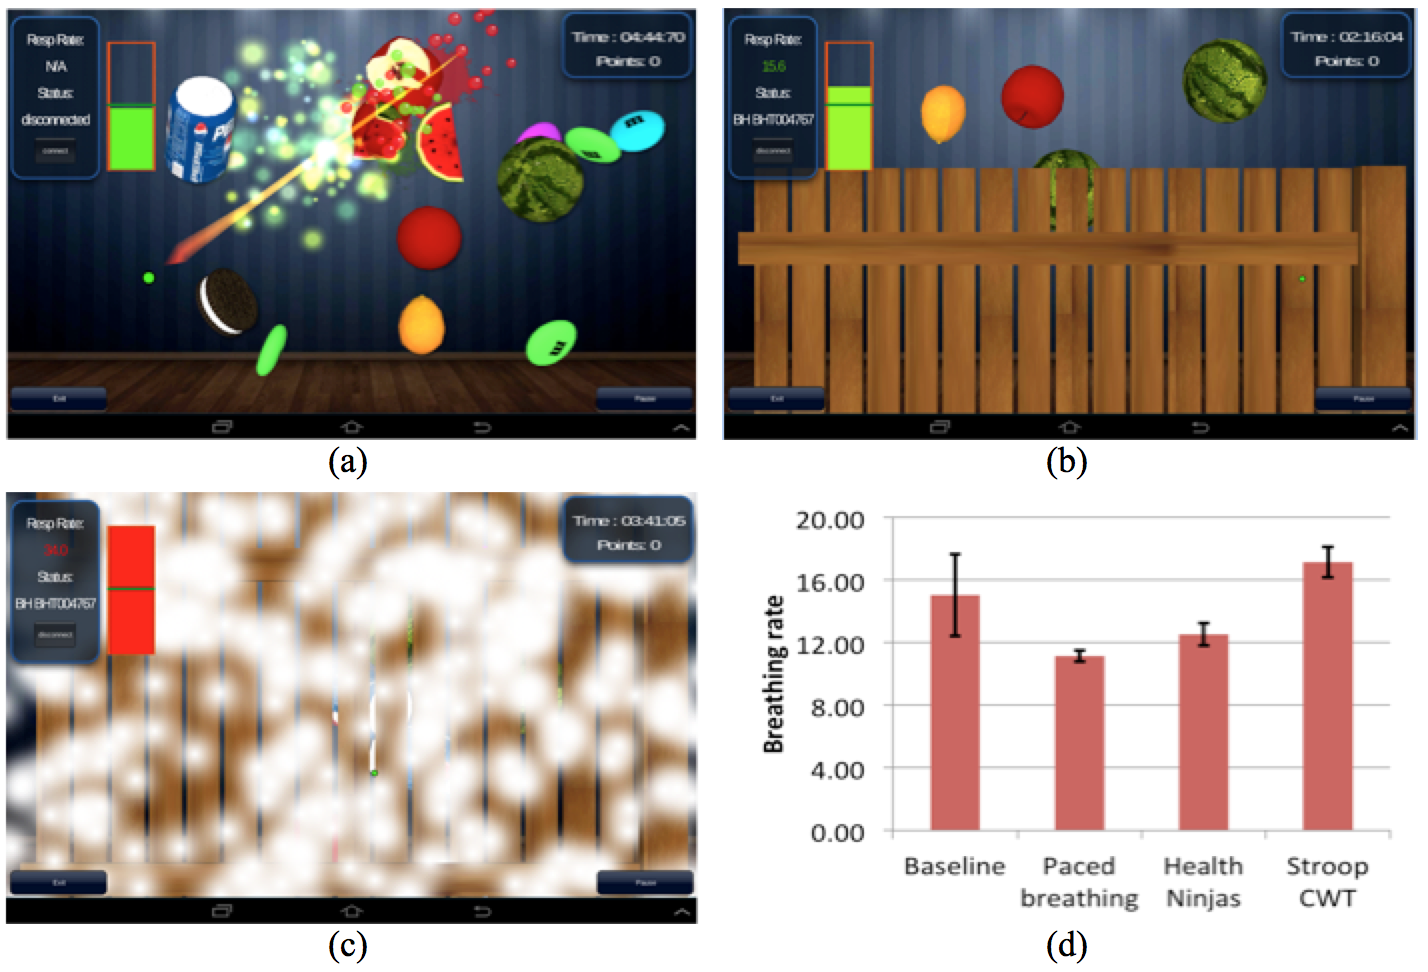 Resp Rate:
N/A
Status:
disconnected
connect
PEPSI
Time : 04:44:70
Points: 0
m
m
m
Exit
Pause
(a)
Resp Rate:
15.6
Status:
BH BHT004767
disconnect
Time : 02:16:04
Points: 0
Exit
Pause
(b)
Resp Rate:
34.0
Status:
BH BHT004767
disconnect
Time : 03:41:05
Points: 0
Exit
Pause
(c)
Breathing rate
20.00
16.00
12.00
8.00
4.00
0.00
Baseline
Paced
breathing
Health
Ninjas
Stroop
CWT
(d)